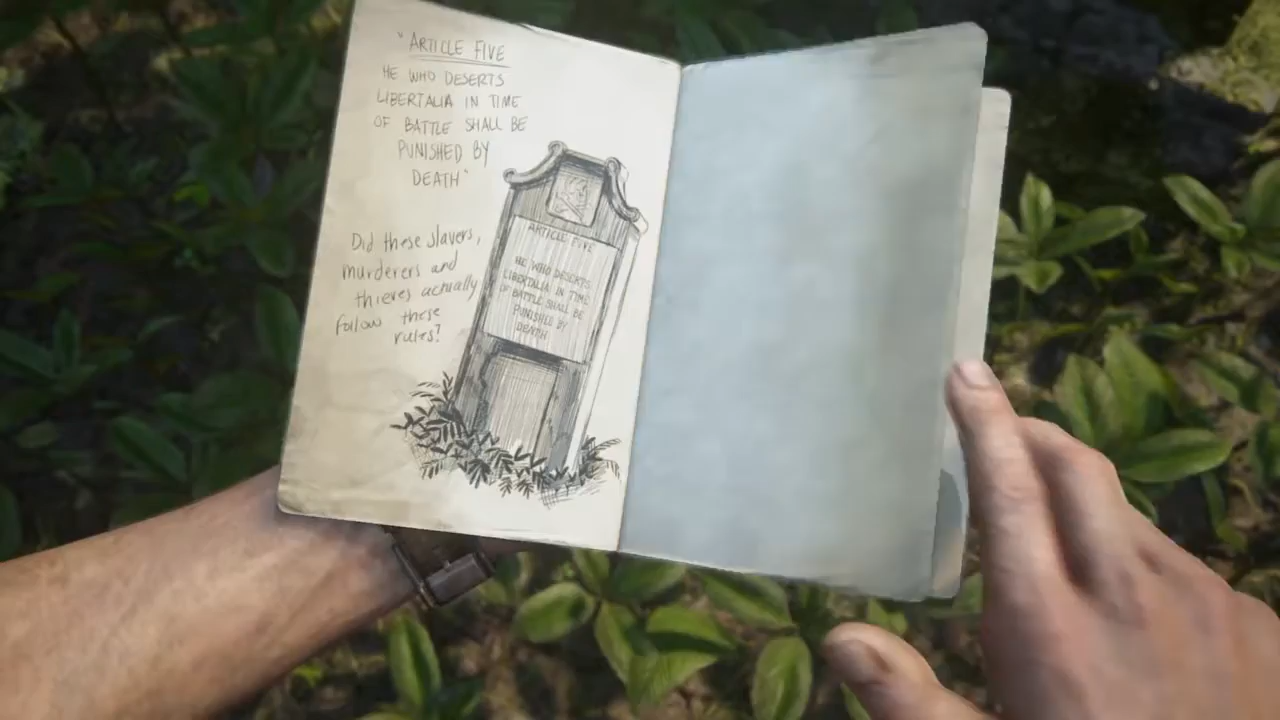 "ARTICLE FIVE
HE WHO DESERTS
LIBERTALIA IN TIME
OF BATTLE SHALL BE
PUNISHED BY
DEATH"
Did these slavers,
murderers and
thieves actually
follow these
rules?
ARTICLE FIVE
HE WHO DESERTS
LIBERTALIA IN TIME
OF BATTLE SHALL BE
PUNISHED BY
DEATH